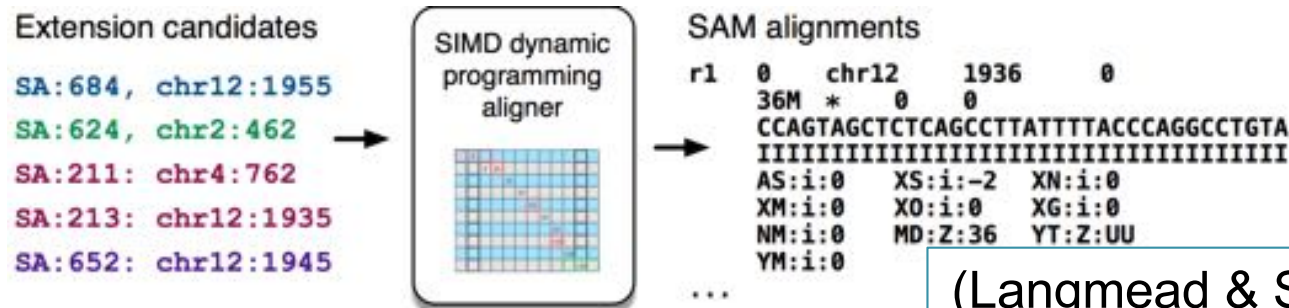 Extension candidates
SA:684, chr12:1955
SA:624, chr2:462
SA:211: chr4:762
SA:213: chr12:1935
SA:652: chr12:1945
SIMD dynamic
programming
aligner
SAM alignments
r1 0 chr12 1936 0
36M * 0 0
CCAGTAGCTCTCAGCCTTATTTTACCCAGGCCTGTA
IIIIIIIIIIIIIIIIIIIIIIIIIIIIIIIIIIII
AS:i:0 XS:i:-2 XN:i:0
XM:i:0 XO:i:0 XG:i:0
NM:i:0 MD:Z:36 YT:Z:UU
YM:i:0
...
(Langmead & S